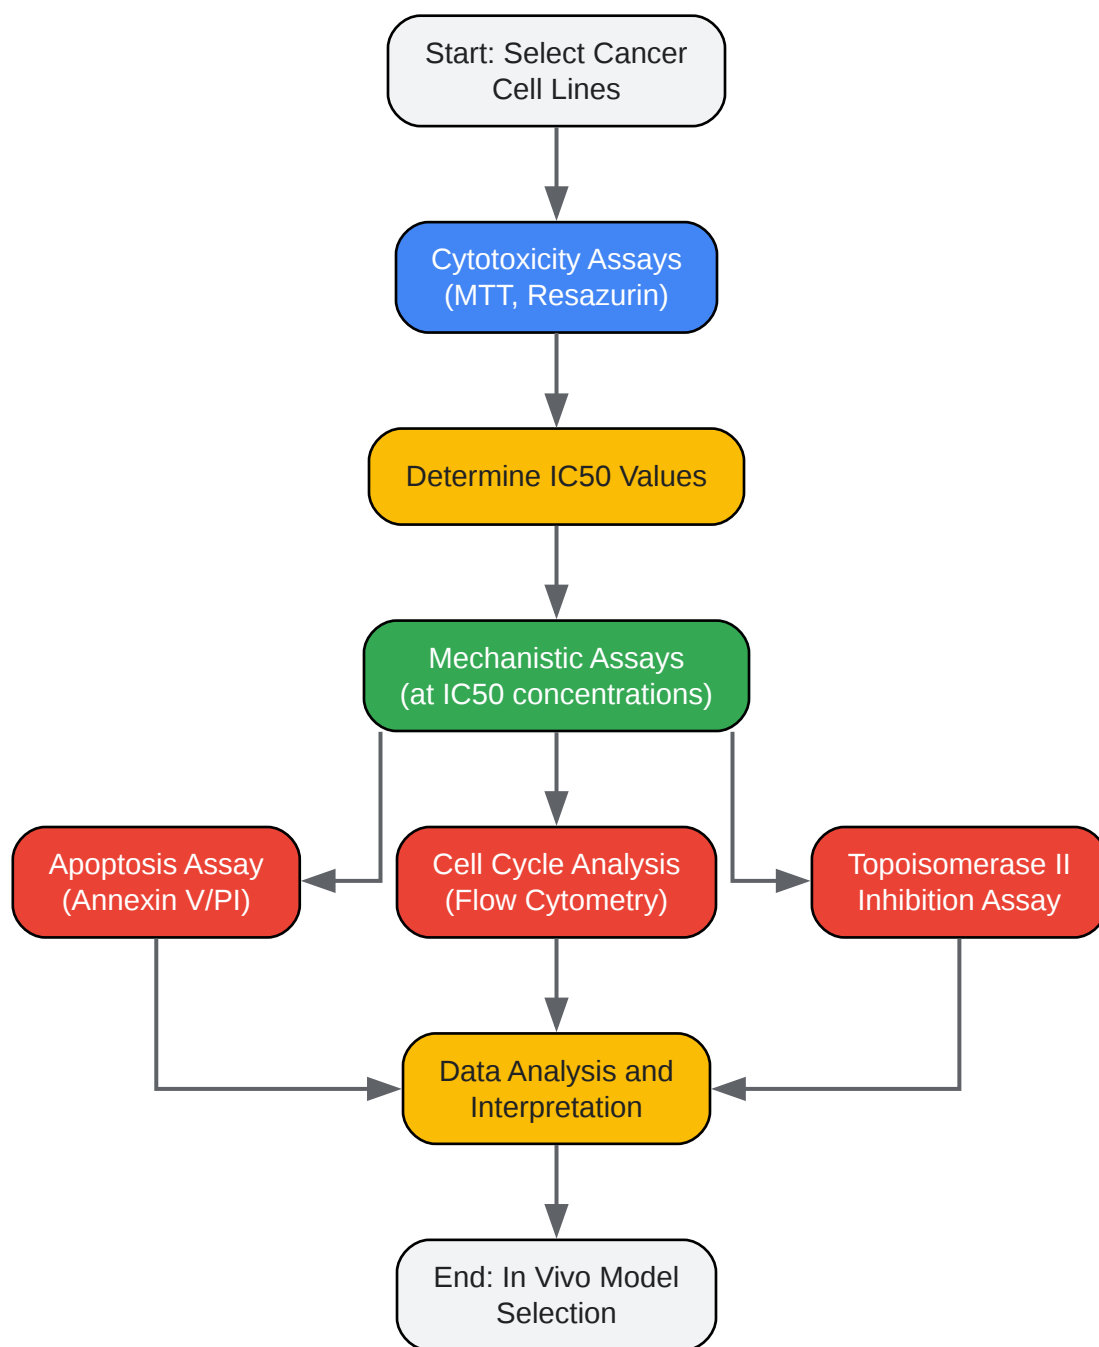 Start: Select Cancer
Cell Lines
Cytotoxicity Assays
(MTT, Resazurin)
Determine IC50 Values
Mechanistic Assays
(at IC50 concentrations)
Apoptosis Assay
(Annexin V/PI)
Cell Cycle Analysis
(Flow Cytometry)
Topoisomerase II
Inhibition Assay
Data Analysis and
Interpretation
End: In Vivo Model
Selection